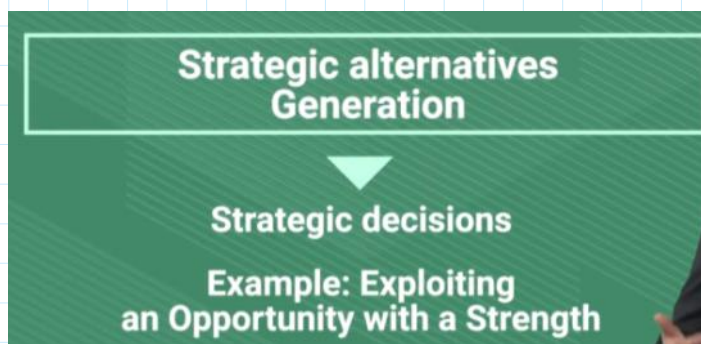 Strategic alternatives
Generation
Strategic decisions
Example: Exploiting
an Opportunity with a Strength